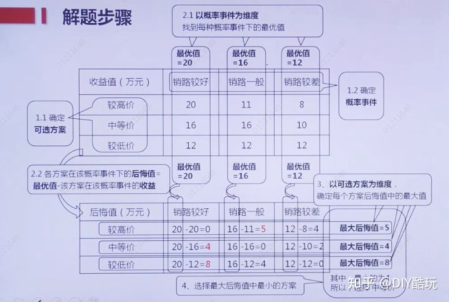 解题步骤
2.1 以概率事件为维度
找到每种概率事件下的最优值
最优值
=20
最优值
=16
最优值
=12
收益值（万元） 销路较好 销路一般 销路较差
较高价 20 11 8
中等价 16 16 10
较低价 12 12 12
1.1 确定
可选方案
1.2 确定
概率事件
2.2 各方案在该概率事件下的后悔值=
最优值-该方案在该概率事件的收益
最优值
=20
最优值
=16
最优值
=12
3、以可选方案为维度，
确定每个方案后悔值中的最大值
后悔值（万元） 销路较好 销路一般 销路较差
较高价 20 -20=0 16 -11=5 12 -8=4 最大后悔值=5
中等价 20 -16=4 16 -16=0 12 -10=2 最大后悔值=4
较低价 20 -12=8 16 -12=4 12 -12=0 最大后悔值=8
4、选择最大后悔值中最小的方案
知乎 @DIY酷玩